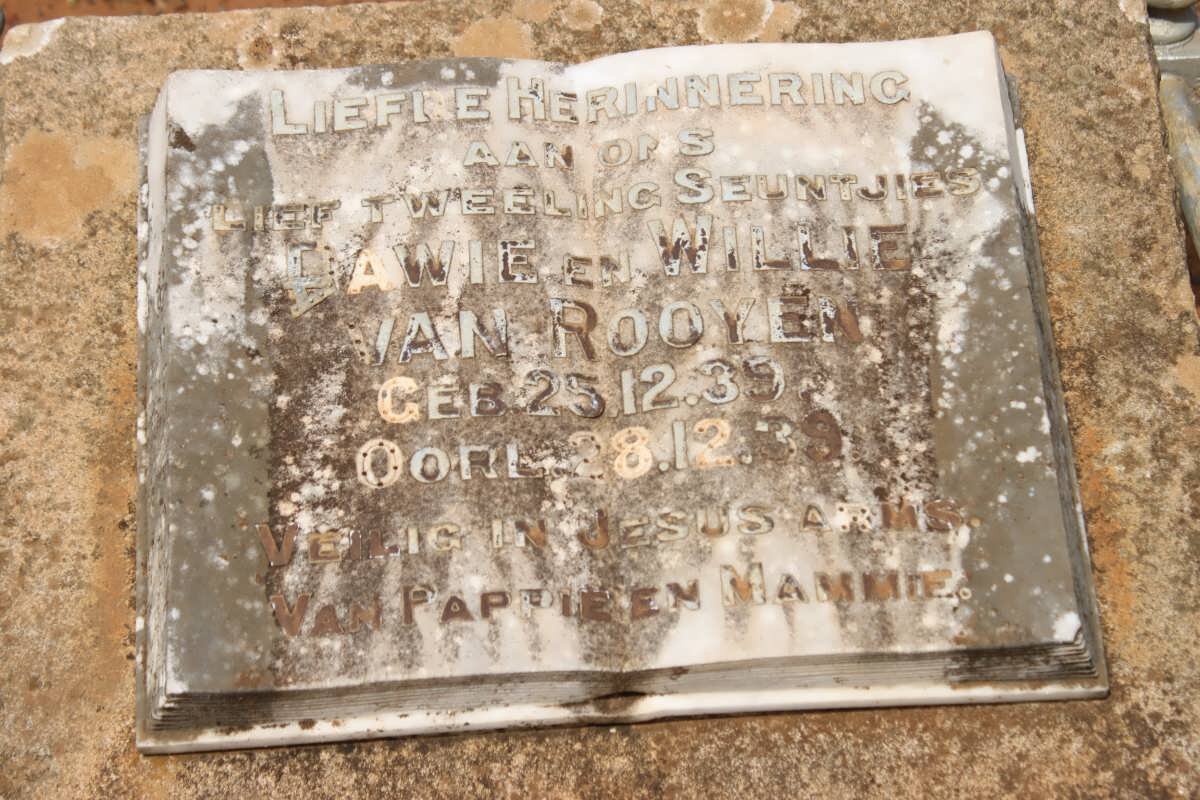 LIEFLE HERINNERING
AAN ONS
LIEF TWEELING SEUNTJIES
DAWIE EN WILLIE
VAN ROOYEN
GEB. 25.12.39.
OORL. 28.12.39.
VEILIG IN JESUS ARMS.
VAN PAPPIE EN MAMMIE.